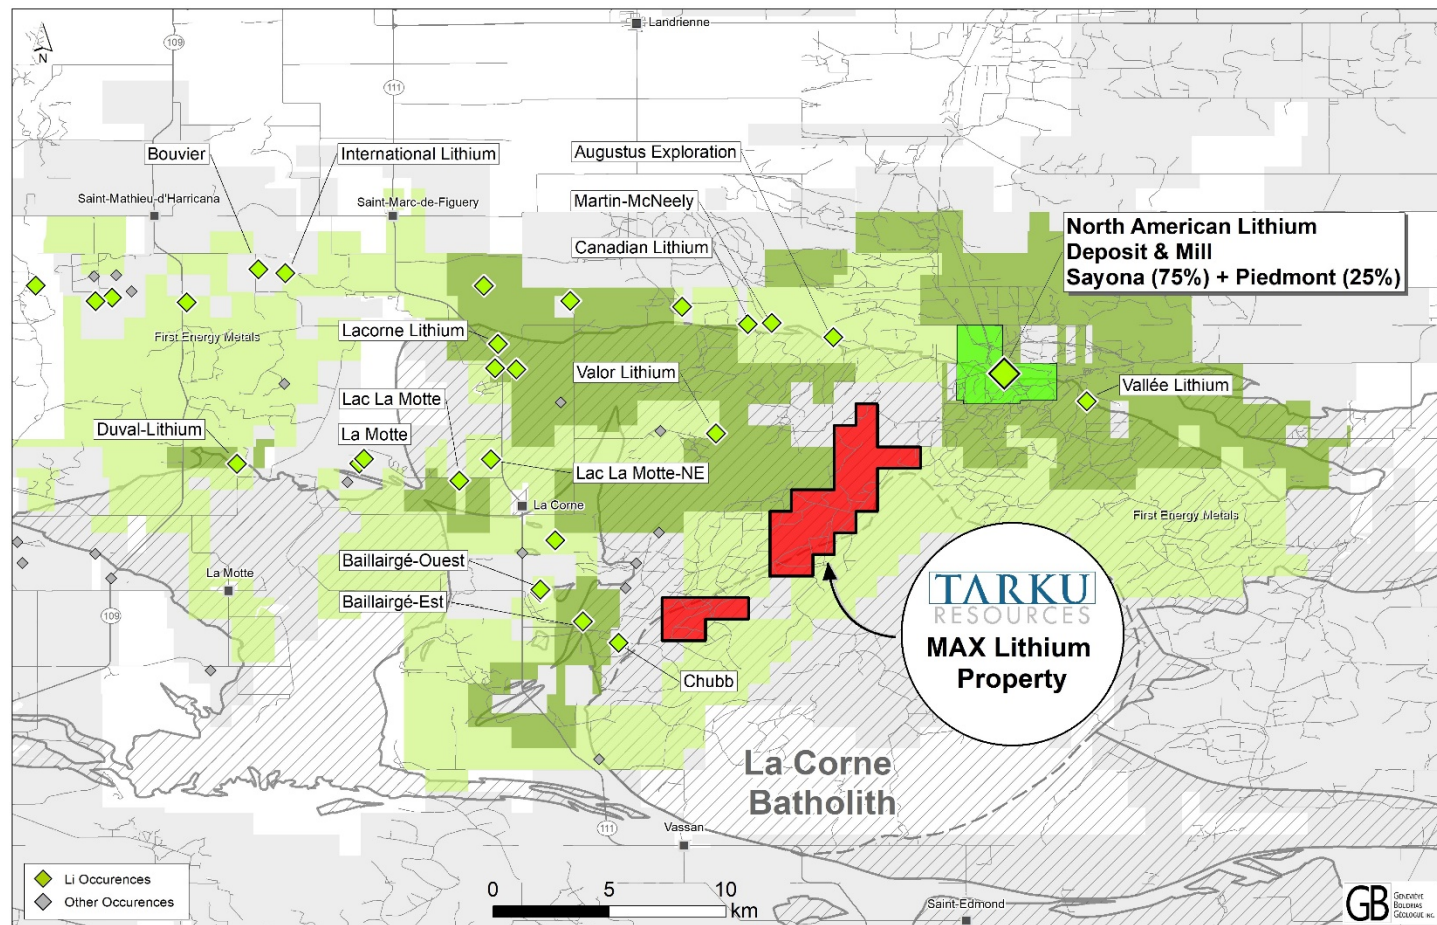 Landrienne
109
N
111
Bouvier
International Lithium
Augustus Exploration
Saint-Mathieu-d'Harricana
Saint-Marc-de-Figuery
Martin-McNeely
Canadian Lithium
North American Lithium
Deposit & Mill
Sayona (75%) + Piedmont (25%)
First Energy Metals
Lacorne Lithium
Valor Lithium
Vallée Lithium
Lac La Motte
Duval-Lithium
La Motte
Lac La Motte-NE
La Corne
First Energy Metals
Baillairgé-Ouest
La Motte
Baillairgé-Est
109
TARKU
RESOURCES
MAX Lithium
Property
Chubb
La Corne
Batholith
111
Vassan
Li Occurences
Other Occurences
0 5 10
km
Saint-Edmond
GB
GENEVIÈVE
BOUDRIAS
GÉOLOGUE INC.